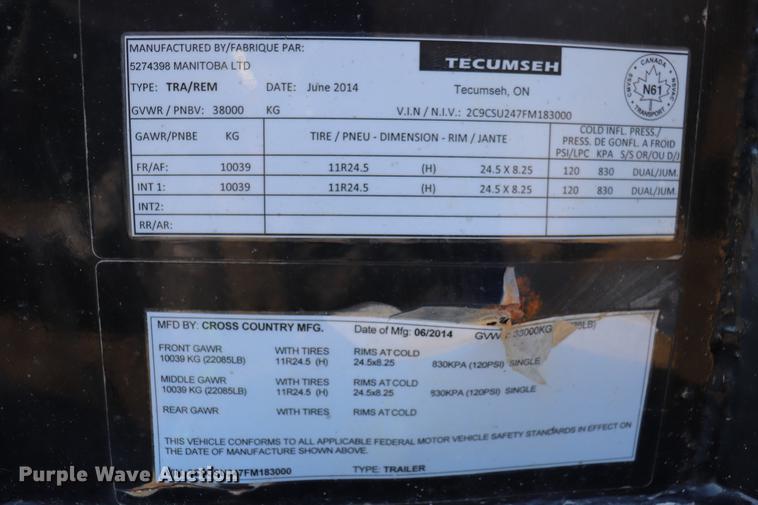 MANUFACTURED BY/FABRIQUE PAR:
5274398 MANITOBA LTD
TECUMSEH
TYPE: TRA/REM DATE: June 2014 Tecumseh, ON
GVWR / PNBV: 38000 KG V.I.N / N.I.V.: 2C9CSU247FM183000
CANADA
CMVSS NSVAC
N61
TRANSPORT
GAWR/PNBE KG TIRE / PNEU - DIMENSION - RIM / JANTE COLD INFL. PRESS./
PRESS. DE GONFL. A FROID
PSI/LPC KPA S/S OR/OU D/J
FR/AF: 10039 11R24.5 (H) 24.5 X 8.25 120 830 DUAL/JUM.
INT 1: 10039 11R24.5 (H) 24.5 X 8.25 120 830 DUAL/JUM.
INT2:
RR/AR:
MFD BY: CROSS COUNTRY MFG. Date of Mfg: 06/2014 GVWR
FRONT GAWR WITH TIRES RIMS AT COLD
10039 KG (22085LB) 11R24.5 (H) 24.5x8.25 830KPA (120PSI) SINGLE
MIDDLE GAWR WITH TIRES RIMS AT COLD
10039 KG (22085LB) 11R24.5 (H) 24.5x8.25 830KPA (120PSI) SINGLE
REAR GAWR WITH TIRES RIMS AT COLD
THIS VEHICLE CONFORMS TO ALL APPLICABLE FEDERAL MOTOR VEHICLE SAFETY STANDARDS IN EFFECT ON
THE DATE OF MANUFACTURE SHOWN ABOVE.
TYPE: TRAILER
Purple Wave Auction